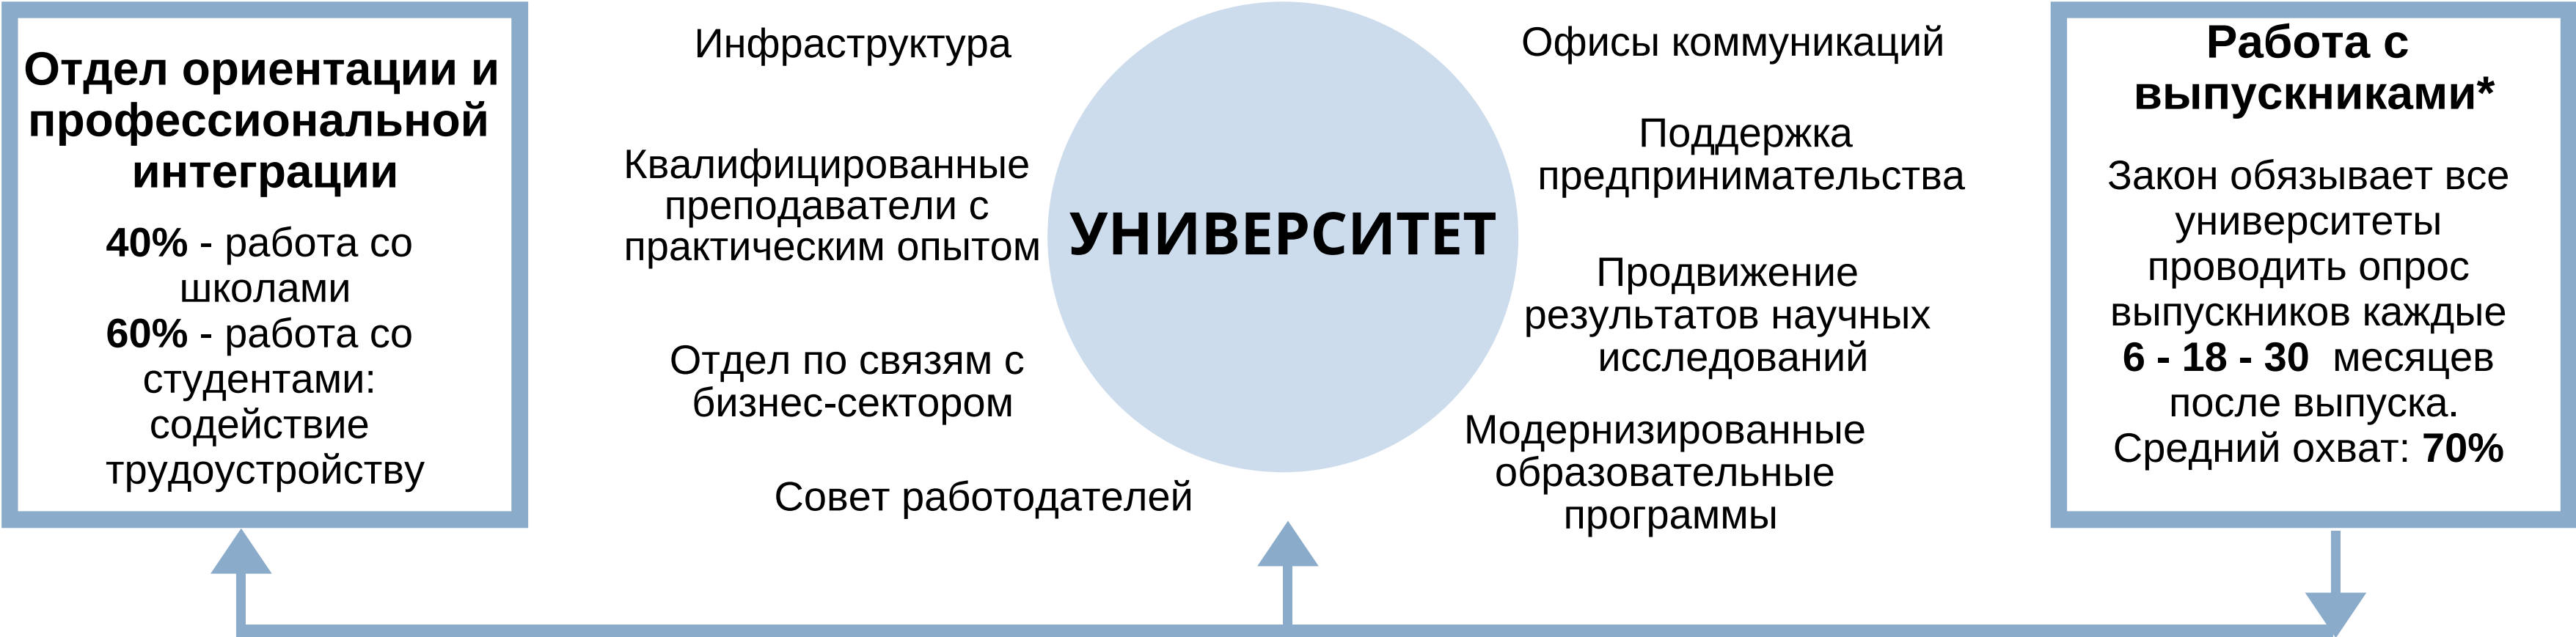 Отдел ориентации и
профессиональной
интеграции
40% - работа со
школами
60% - работа со
студентами:
содействие
трудоустройству
Инфраструктура
Квалифицированные
преподаватели с
практическим опытом
Отдел по связям с
бизнес-сектором
Совет работодателей
УНИВЕРСИТЕТ
Офисы коммуникаций
Поддержка
предпринимательства
Продвижение
результатов научных
исследований
Модернизированные
образовательные
программы
Работа с
выпускниками*
Закон обязывает все
университеты
проводить опрос
выпускников каждые
6 - 18 - 30 месяцев
после выпуска.
Средний охват: 70%